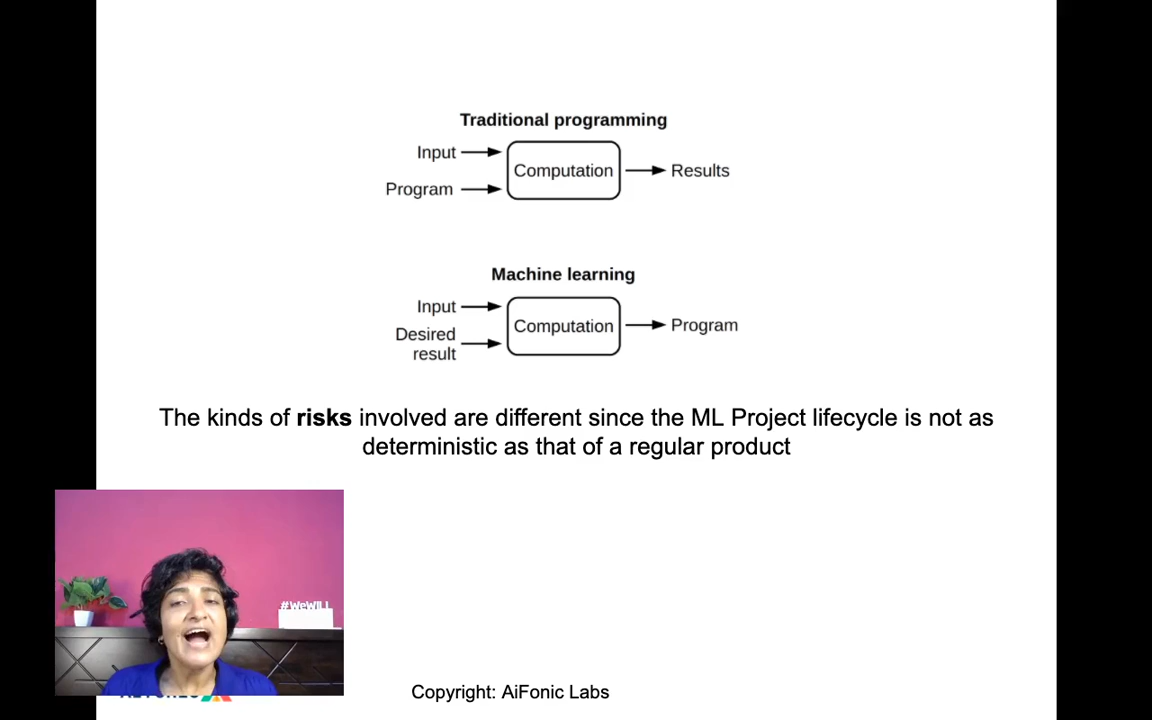 Traditional programming
Input
Program
Computation
Results
Machine learning
Input
Desired
result
Computation
Program
The kinds of risks involved are different since the ML Project lifecycle is not as
deterministic as that of a regular product
#WeWILL
Copyright: AiFonic Labs